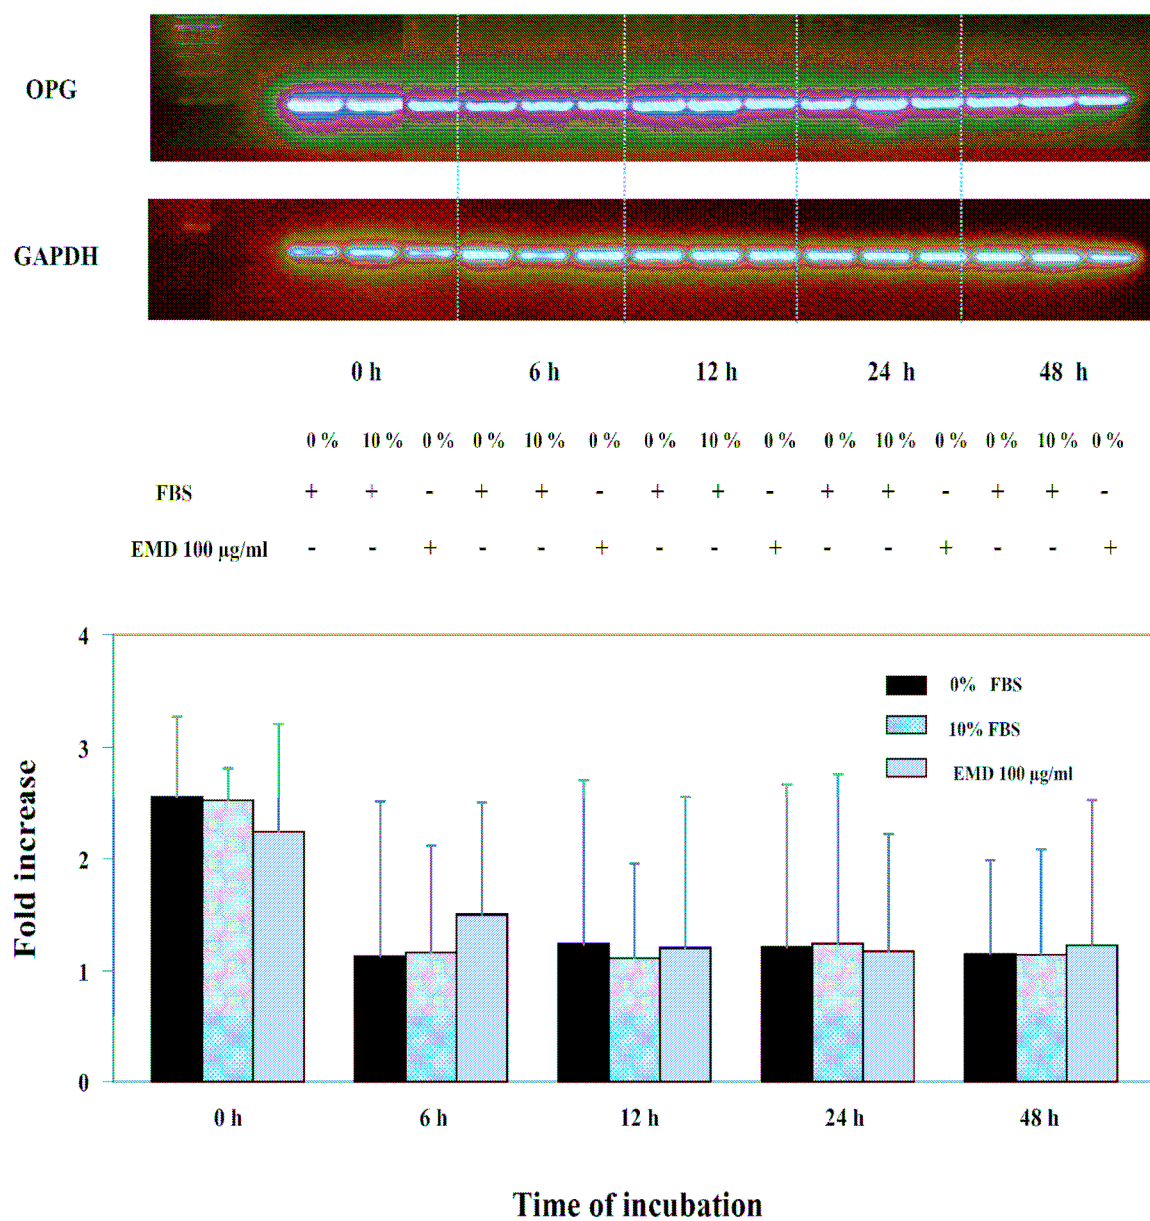 OPG
GAPDH
0 h 6 h 12 h 24 h 48 h
0 % 10 % 0 % 0 % 10 % 0 % 0 % 10 % 0 % 0 % 10 % 0 % 0 % 10 % 0 %
FBS + + - + + - + + - + + - + + -
EMD 100 µg/ml - - + - - + - - + - - + - - +
4
3
2
1
0
Fold increase
0% FBS
10% FBS
EMD 100 µg/ml
0 h 6 h 12 h 24 h 48 h
Time of incubation